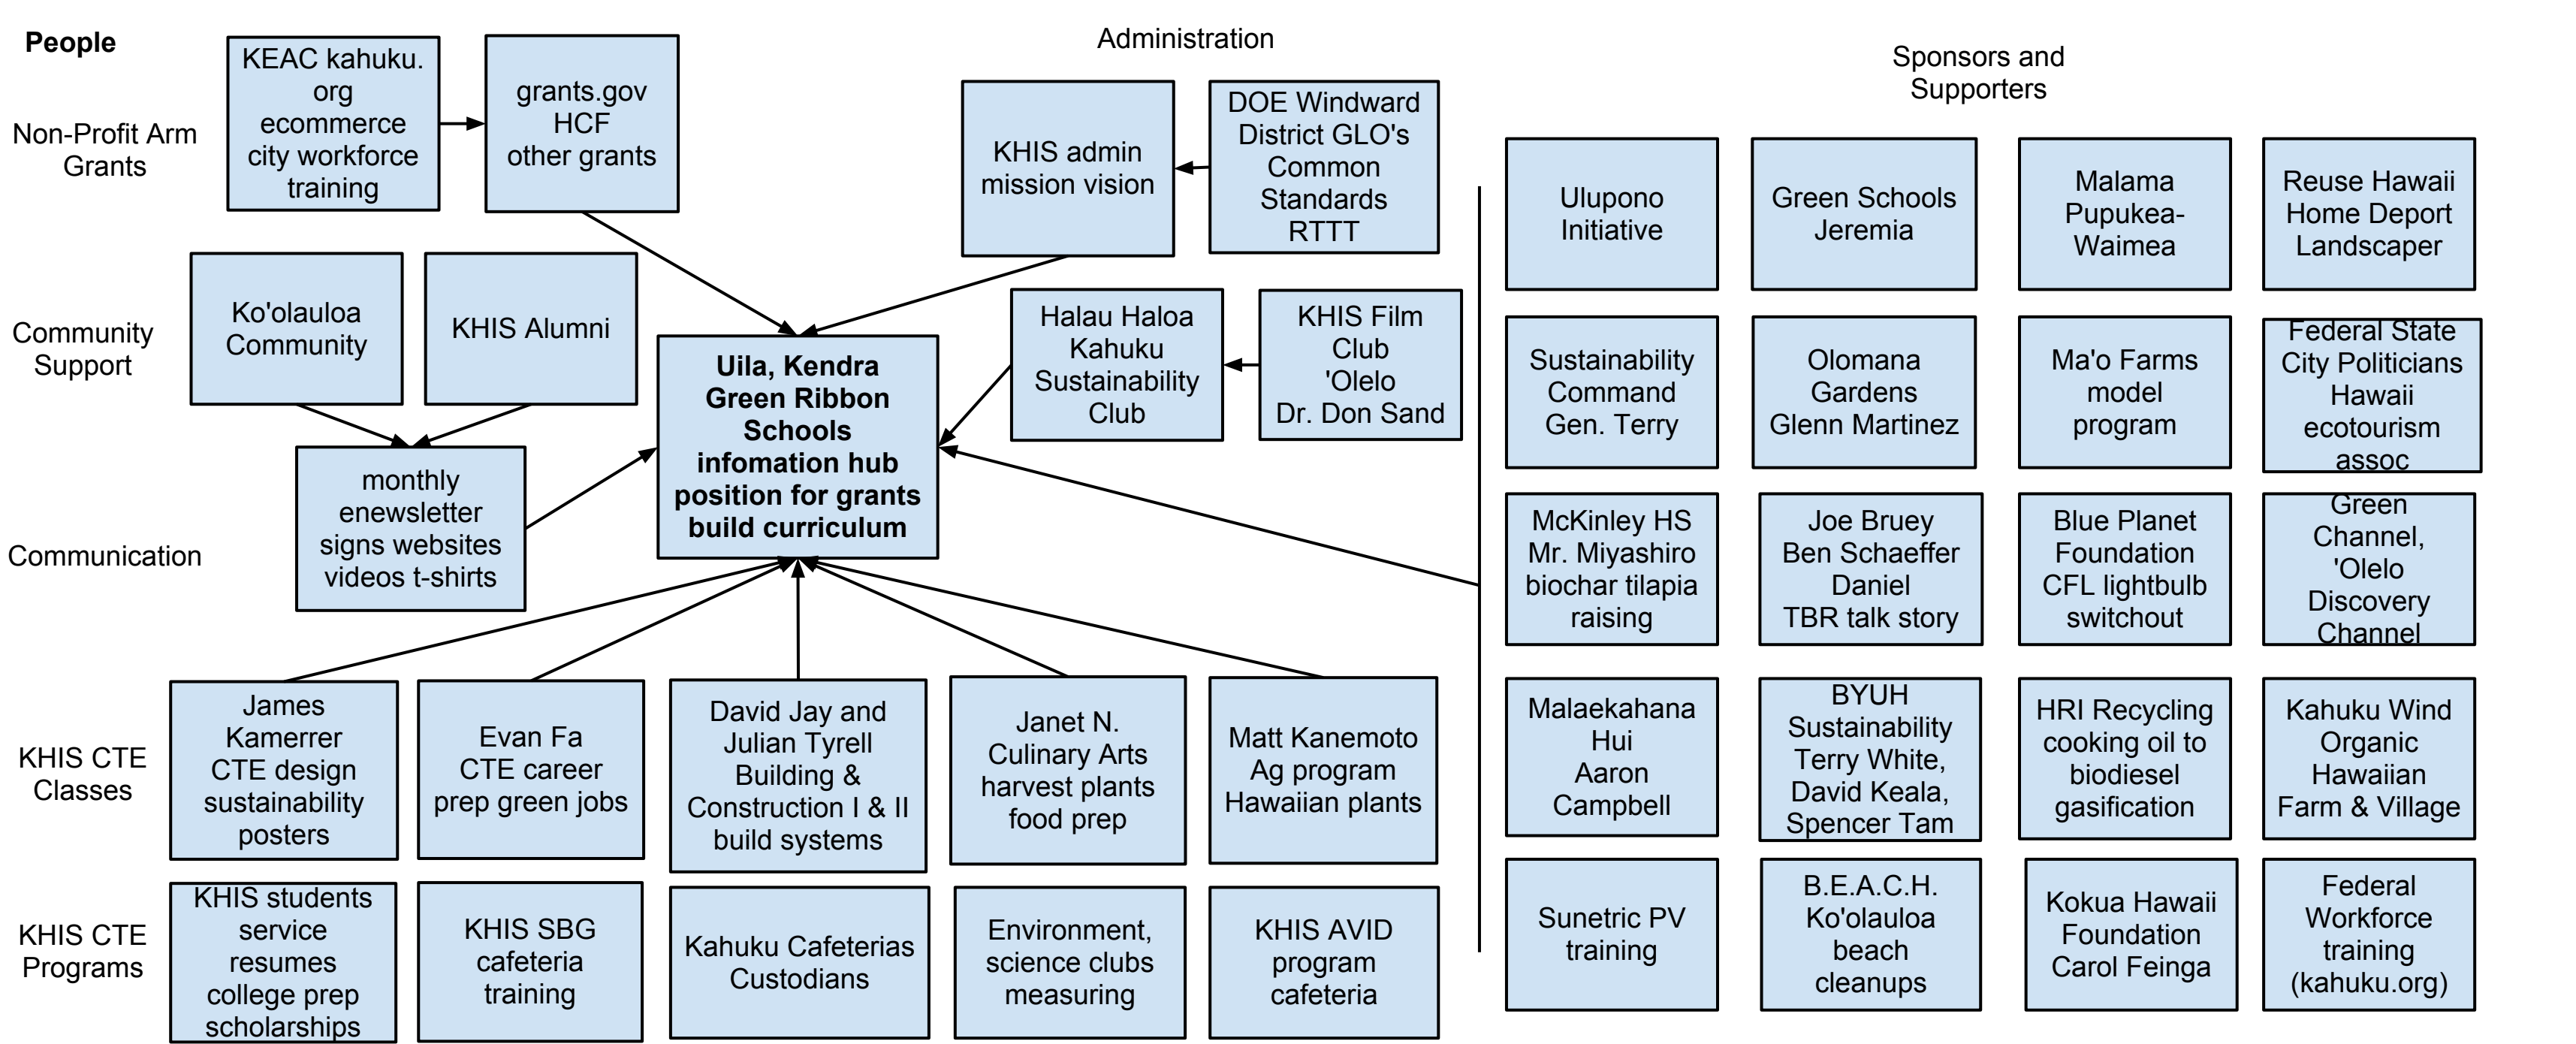 People
KEAC kahuku.
org
ecommerce
city workforce
training
grants.gov
HCF
other grants
Non-Profit Arm
Grants
Administration
KHIS admin
mission vision
DOE Windward
District GLO's
Common
Standards
RTTT
Sponsors and
Supporters
Community
Support
Ko'olauloa
Community
KHIS Alumni
Uila, Kendra
Green Ribbon
Schools
infomation hub
position for grants
build curriculum
Halau Haloa
Kahuku
Sustainability
Club
KHIS Film
Club
'Olelo
Dr. Don Sand
Communication
monthly
enewsletter
signs websites
videos t-shirts
KHIS CTE
Classes
James
Kamerrer
CTE design
sustainability
posters
Evan Fa
CTE career
prep green jobs
David Jay and
Julian Tyrell
Building &
Construction I & II
build systems
Janet N.
Culinary Arts
harvest plants
food prep
Matt Kanemoto
Ag program
Hawaiian plants
KHIS CTE
Programs
KHIS students
service
resumes
college prep
scholarships
KHIS SBG
cafeteria
training
Kahuku Cafeterias
Custodians
Environment,
science clubs
measuring
KHIS AVID
program
cafeteria
Ulupono
Initiative
Green Schools
Jeremia
Malama
Pupukea-
Waimea
Reuse Hawaii
Home Deport
Landscaper
Sustainability
Command
Gen. Terry
Olomana
Gardens
Glenn Martinez
Ma'o Farms
model
program
Federal State
City Politicians
Hawaii
ecotourism
assoc
McKinley HS
Mr. Miyashiro
biochar tilapia
raising
Joe Bruey
Ben Schaeffer
Daniel
TBR talk story
Blue Planet
Foundation
CFL lightbulb
switchout
Green
Channel,
'Olelo
Discovery
Channel
Malaekahana
Hui
Aaron
Campbell
BYUH
Sustainability
Terry White,
David Keala,
Spencer Tam
HRI Recycling
cooking oil to
biodiesel
gasification
Kahuku Wind
Organic
Hawaiian
Farm & Village
Sunetric PV
training
B.E.A.C.H.
Ko'olauloa
beach
cleanups
Kokua Hawaii
Foundation
Carol Feinga
Federal
Workforce
training
(kahuku.org)